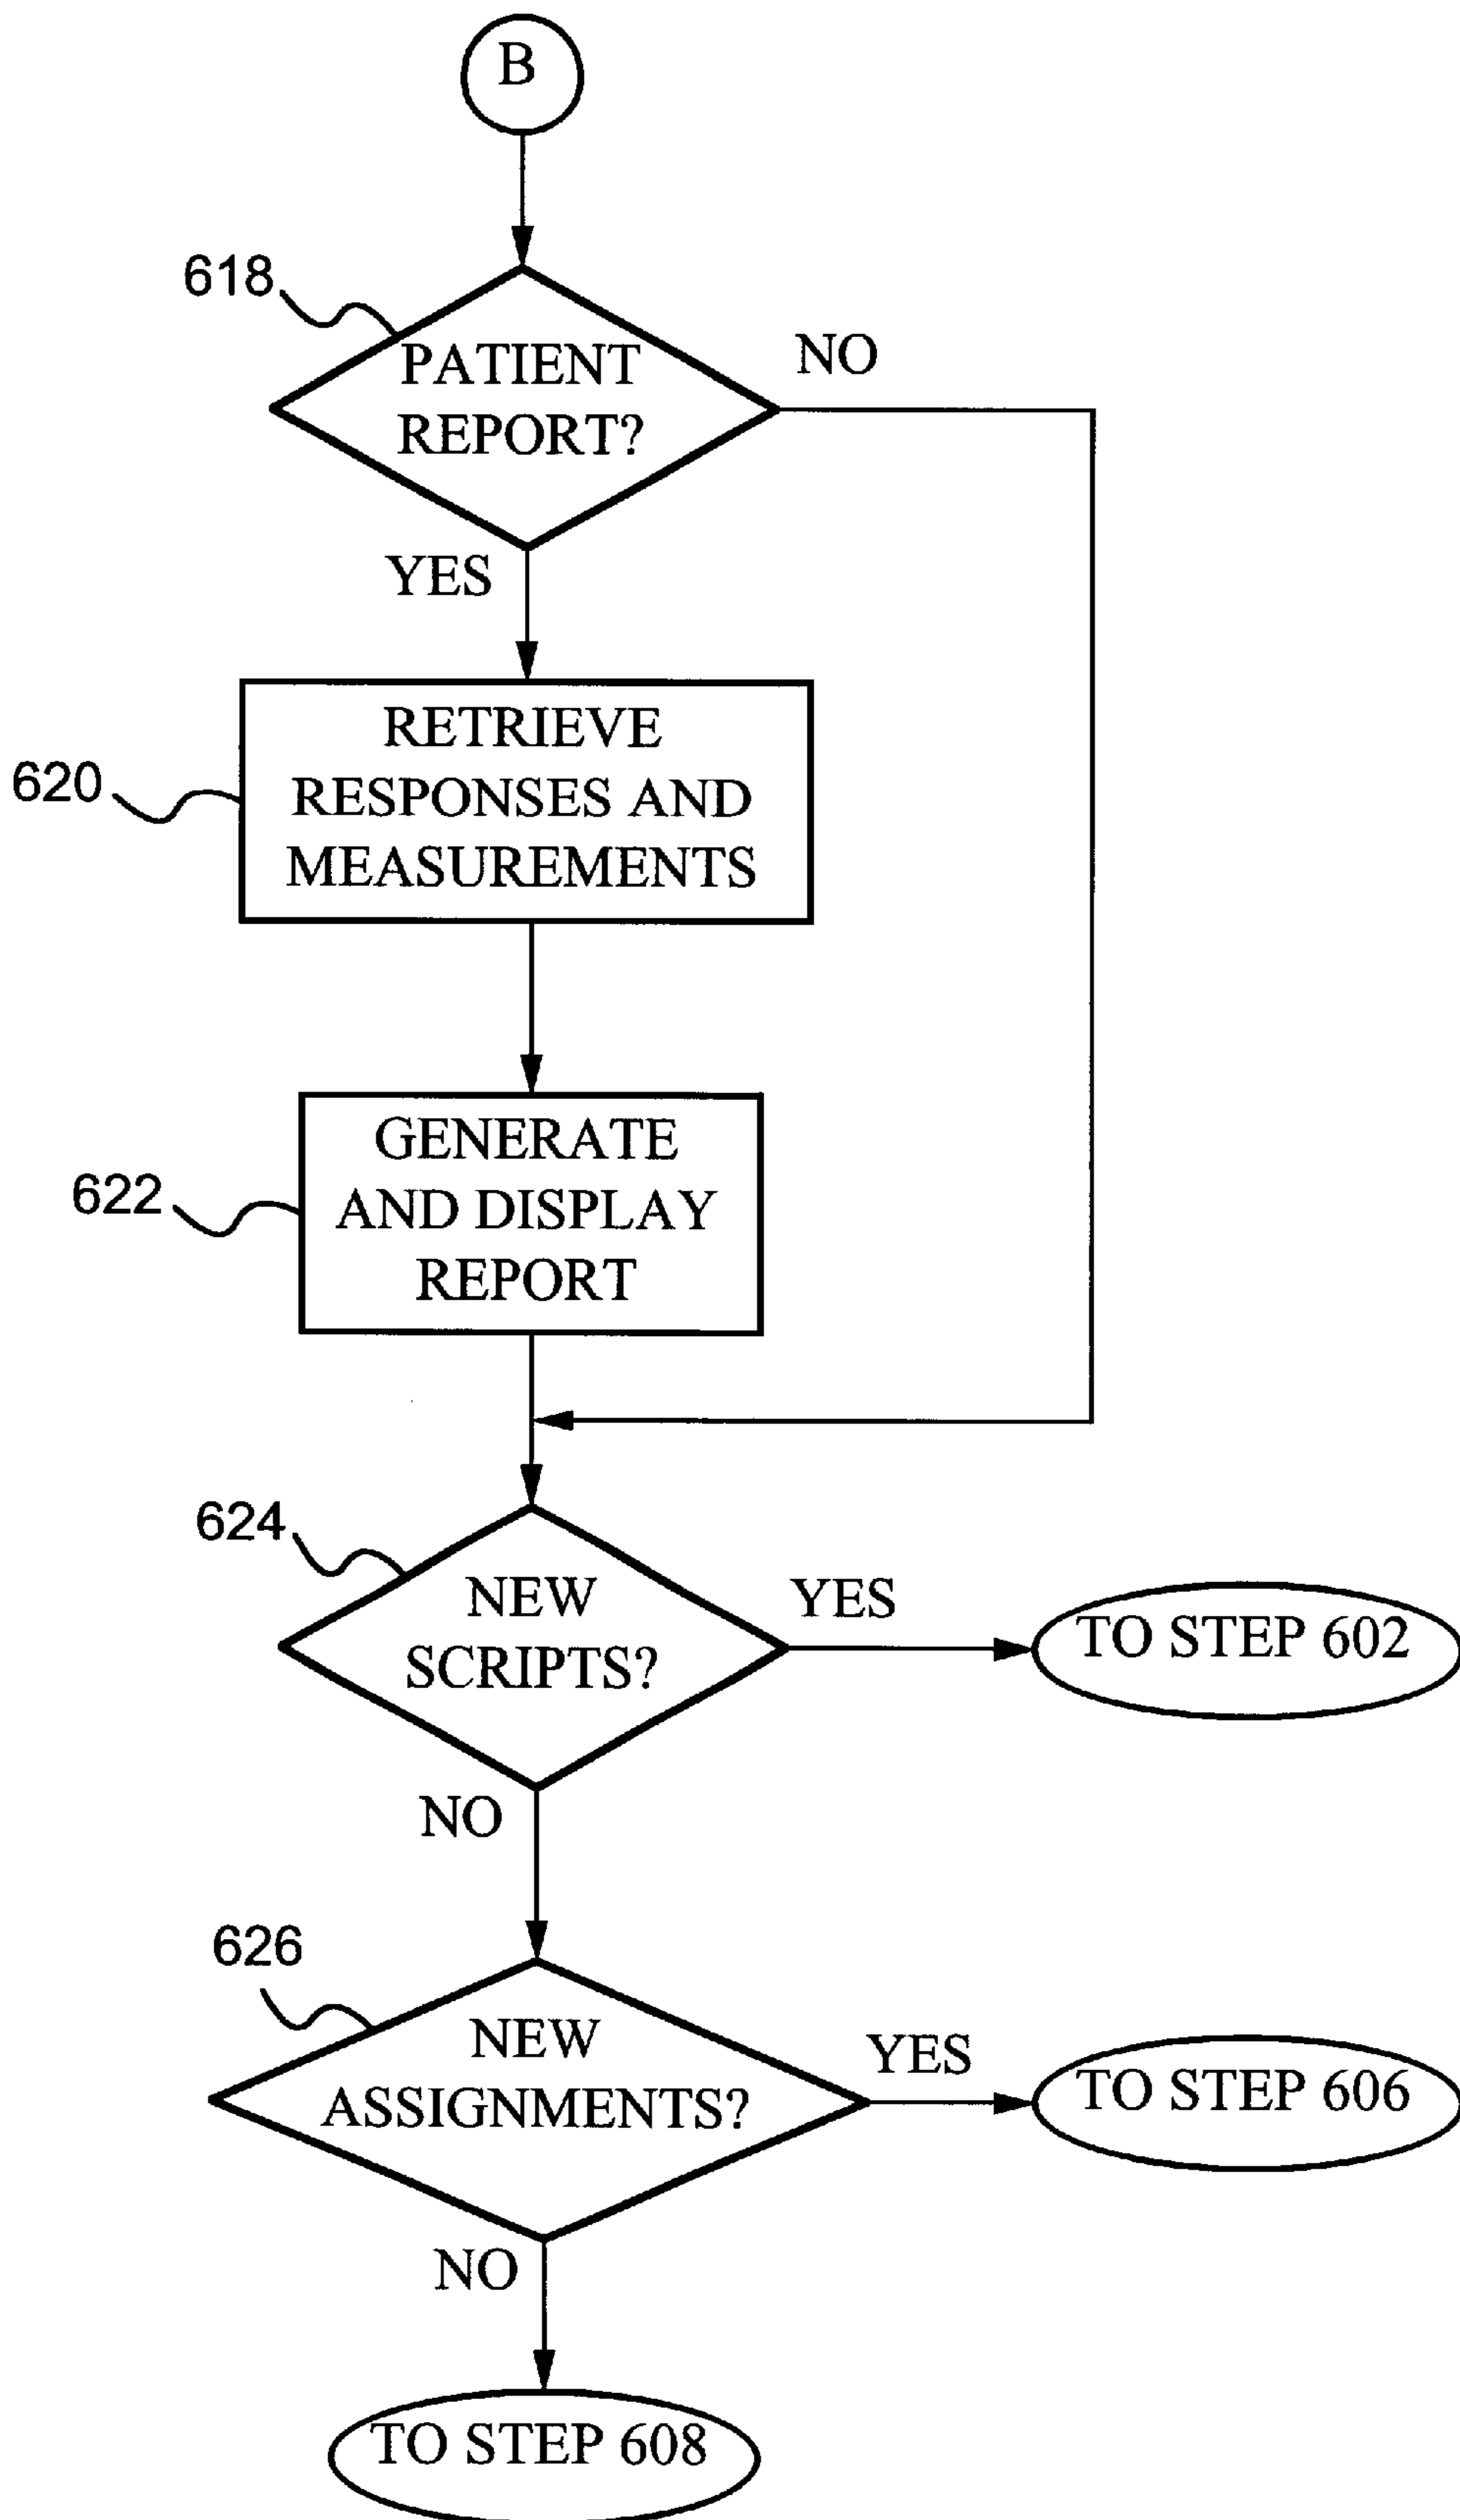 B
618
PATIENT
REPORT?
NO
YES
620
RETRIEVE
RESPONSES AND
MEASUREMENTS
622
GENERATE
AND DISPLAY
REPORT
624
NEW
SCRIPTS?
YES
TO STEP 602
NO
626
NEW
ASSIGNMENTS?
YES
TO STEP 606
NO
TO STEP 608